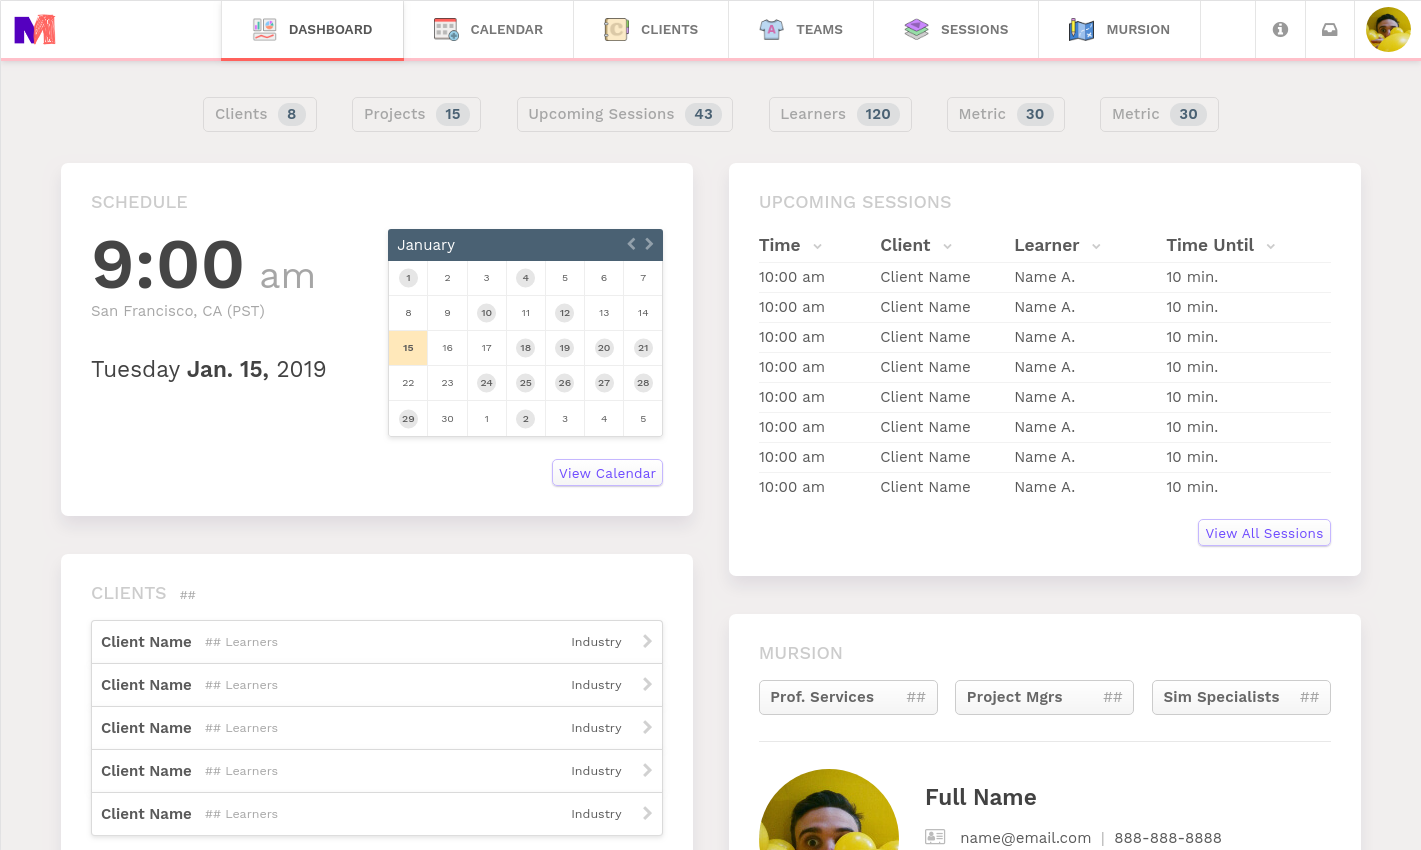 DASHBOARD CALENDAR CLIENTS TEAMS SESSIONS MURSION
Clients 8 Projects 15 Upcoming Sessions 43 Learners 120 Metric 30 Metric 30
SCHEDULE
9:00 am
San Francisco, CA (PST)
Tuesday Jan. 15, 2019
January
1 2 3 4 5 6 7
8 9 10 11 12 13 14
15 16 17 18 19 20 21
22 23 24 25 26 27 28
29 30 1 2 3 4 5
View Calendar
UPCOMING SESSIONS
Time Client Learner Time Until
10:00 am Client Name Name A. 10 min.
10:00 am Client Name Name A. 10 min.
10:00 am Client Name Name A. 10 min.
10:00 am Client Name Name A. 10 min.
10:00 am Client Name Name A. 10 min.
10:00 am Client Name Name A. 10 min.
10:00 am Client Name Name A. 10 min.
10:00 am Client Name Name A. 10 min.
View All Sessions
CLIENTS ##
Client Name ## Learners Industry
Client Name ## Learners Industry
Client Name ## Learners Industry
Client Name ## Learners Industry
Client Name ## Learners Industry
MURSION
Prof. Services ## Project Mgrs ## Sim Specialists ##
Full Name
name@email.com | 888-888-8888